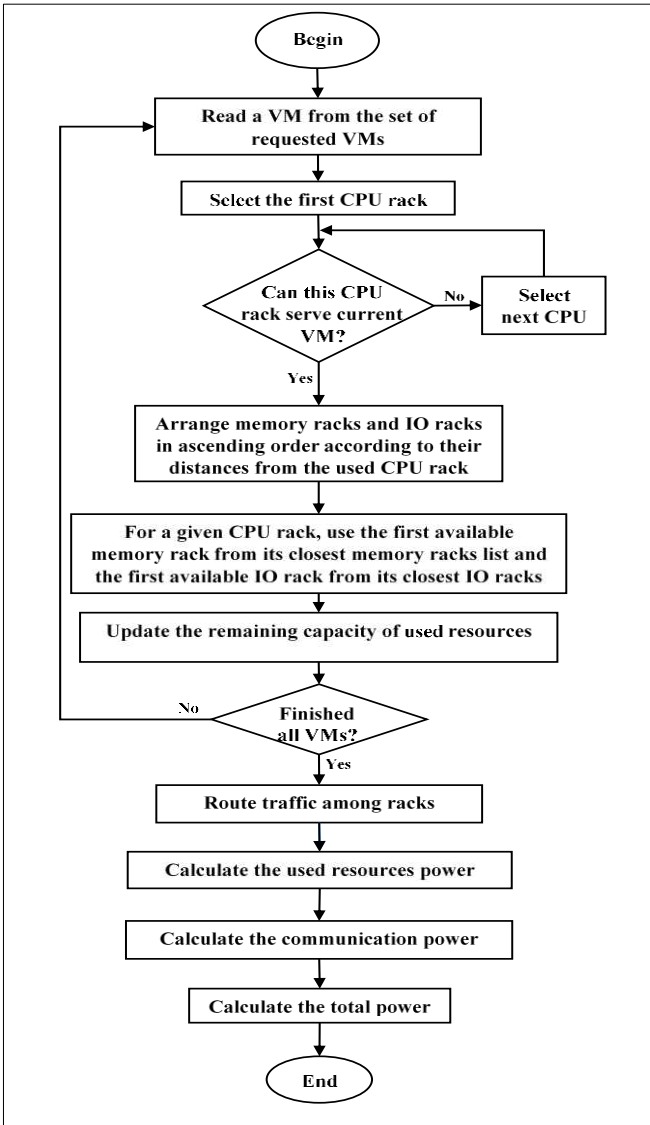 Begin
Read a VM from the set of
requested VMs
Select the first CPU rack
Can this CPU
rack serve current
VM?
No
Select
next CPU
Yes
Arrange memory racks and IO racks
in ascending order according to their
distances from the used CPU rack
For a given CPU rack, use the first available
memory rack from its closest memory racks list and
the first available IO rack from its closest IO racks
Update the remaining capacity of used resources
No
Finished
all VMs?
Yes
Route traffic among racks
Calculate the used resources power
Calculate the communication power
Calculate the total power
End